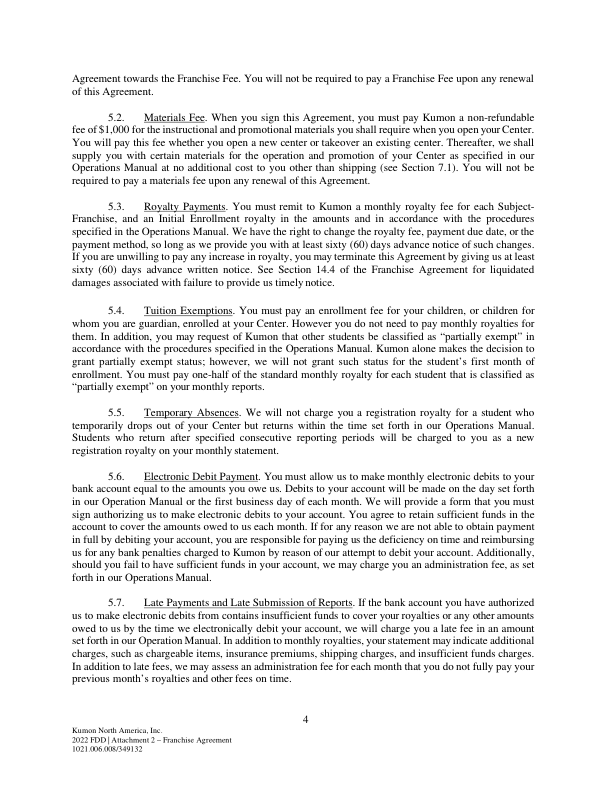 Agreement towards the Franchise Fee. You will not be required to pay a Franchise Fee upon any renewal
of this Agreement.
5.2. Materials Fee. When you sign this Agreement, you must pay Kumon a non-refundable
fee of $1,000 for the instructional and promotional materials you shall require when you open your Center.
You will pay this fee whether you open a new center or takeover an existing center. Thereafter, we shall
supply you with certain materials for the operation and promotion of your Center as specified in our
Operations Manual at no additional cost to you other than shipping (see Section 7.1). You will not be
required to pay a materials fee upon any renewal of this Agreement.
5.3. Royalty Payments. You must remit to Kumon a monthly royalty fee for each Subject-
Franchise, and an Initial Enrollment royalty in the amounts and in accordance with the procedures
specified in the Operations Manual. We have the right to change the royalty fee, payment due date, or the
payment method, so long as we provide you with at least sixty (60) days advance notice of such changes.
If you are unwilling to pay any increase in royalty, you may terminate this Agreement by giving us at least
sixty (60) days advance written notice. See Section 14.4 of the Franchise Agreement for liquidated
damages associated with failure to provide us timely notice.
5.4. Tuition Exemptions. You must pay an enrollment fee for your children, or children for
whom you are guardian, enrolled at your Center. However you do not need to pay monthly royalties for
them. In addition, you may request of Kumon that other students be classified as “partially exempt” in
accordance with the procedures specified in the Operations Manual. Kumon alone makes the decision to
grant partially exempt status; however, we will not grant such status for the student’s first month of
enrollment. You must pay one-half of the standard monthly royalty for each student that is classified as
“partially exempt” on your monthly reports.
5.5. Temporary Absences. We will not charge you a registration royalty for a student who
temporarily drops out of your Center but returns within the time set forth in our Operations Manual.
Students who return after specified consecutive reporting periods will be charged to you as a new
registration royalty on your monthly statement.
5.6. Electronic Debit Payment. You must allow us to make monthly electronic debits to your
bank account equal to the amounts you owe us. Debits to your account will be made on the day set forth
in our Operation Manual or the first business day of each month. We will provide a form that you must
sign authorizing us to make electronic debits to your account. You agree to retain sufficient funds in the
account to cover the amounts owed to us each month. If for any reason we are not able to obtain payment
in full by debiting your account, you are responsible for paying us the deficiency on time and reimbursing
us for any bank penalties charged to Kumon by reason of our attempt to debit your account. Additionally,
should you fail to have sufficient funds in your account, we may charge you an administration fee, as set
forth in our Operations Manual.
5.7. Late Payments and Late Submission of Reports. If the bank account you have authorized
us to make electronic debits from contains insufficient funds to cover your royalties or any other amounts
owed to us by the time we electronically debit your account, we will charge you a late fee in an amount
set forth in our Operation Manual. In addition to monthly royalties, your statement may indicate additional
charges, such as chargeable items, insurance premiums, shipping charges, and insufficient funds charges.
In addition to late fees, we may assess an administration fee for each month that you do not fully pay your
previous month’s royalties and other fees on time.
4
Kumon North America, Inc.
2022 FDD | Attachment 2 – Franchise Agreement
1021.006.008/349132